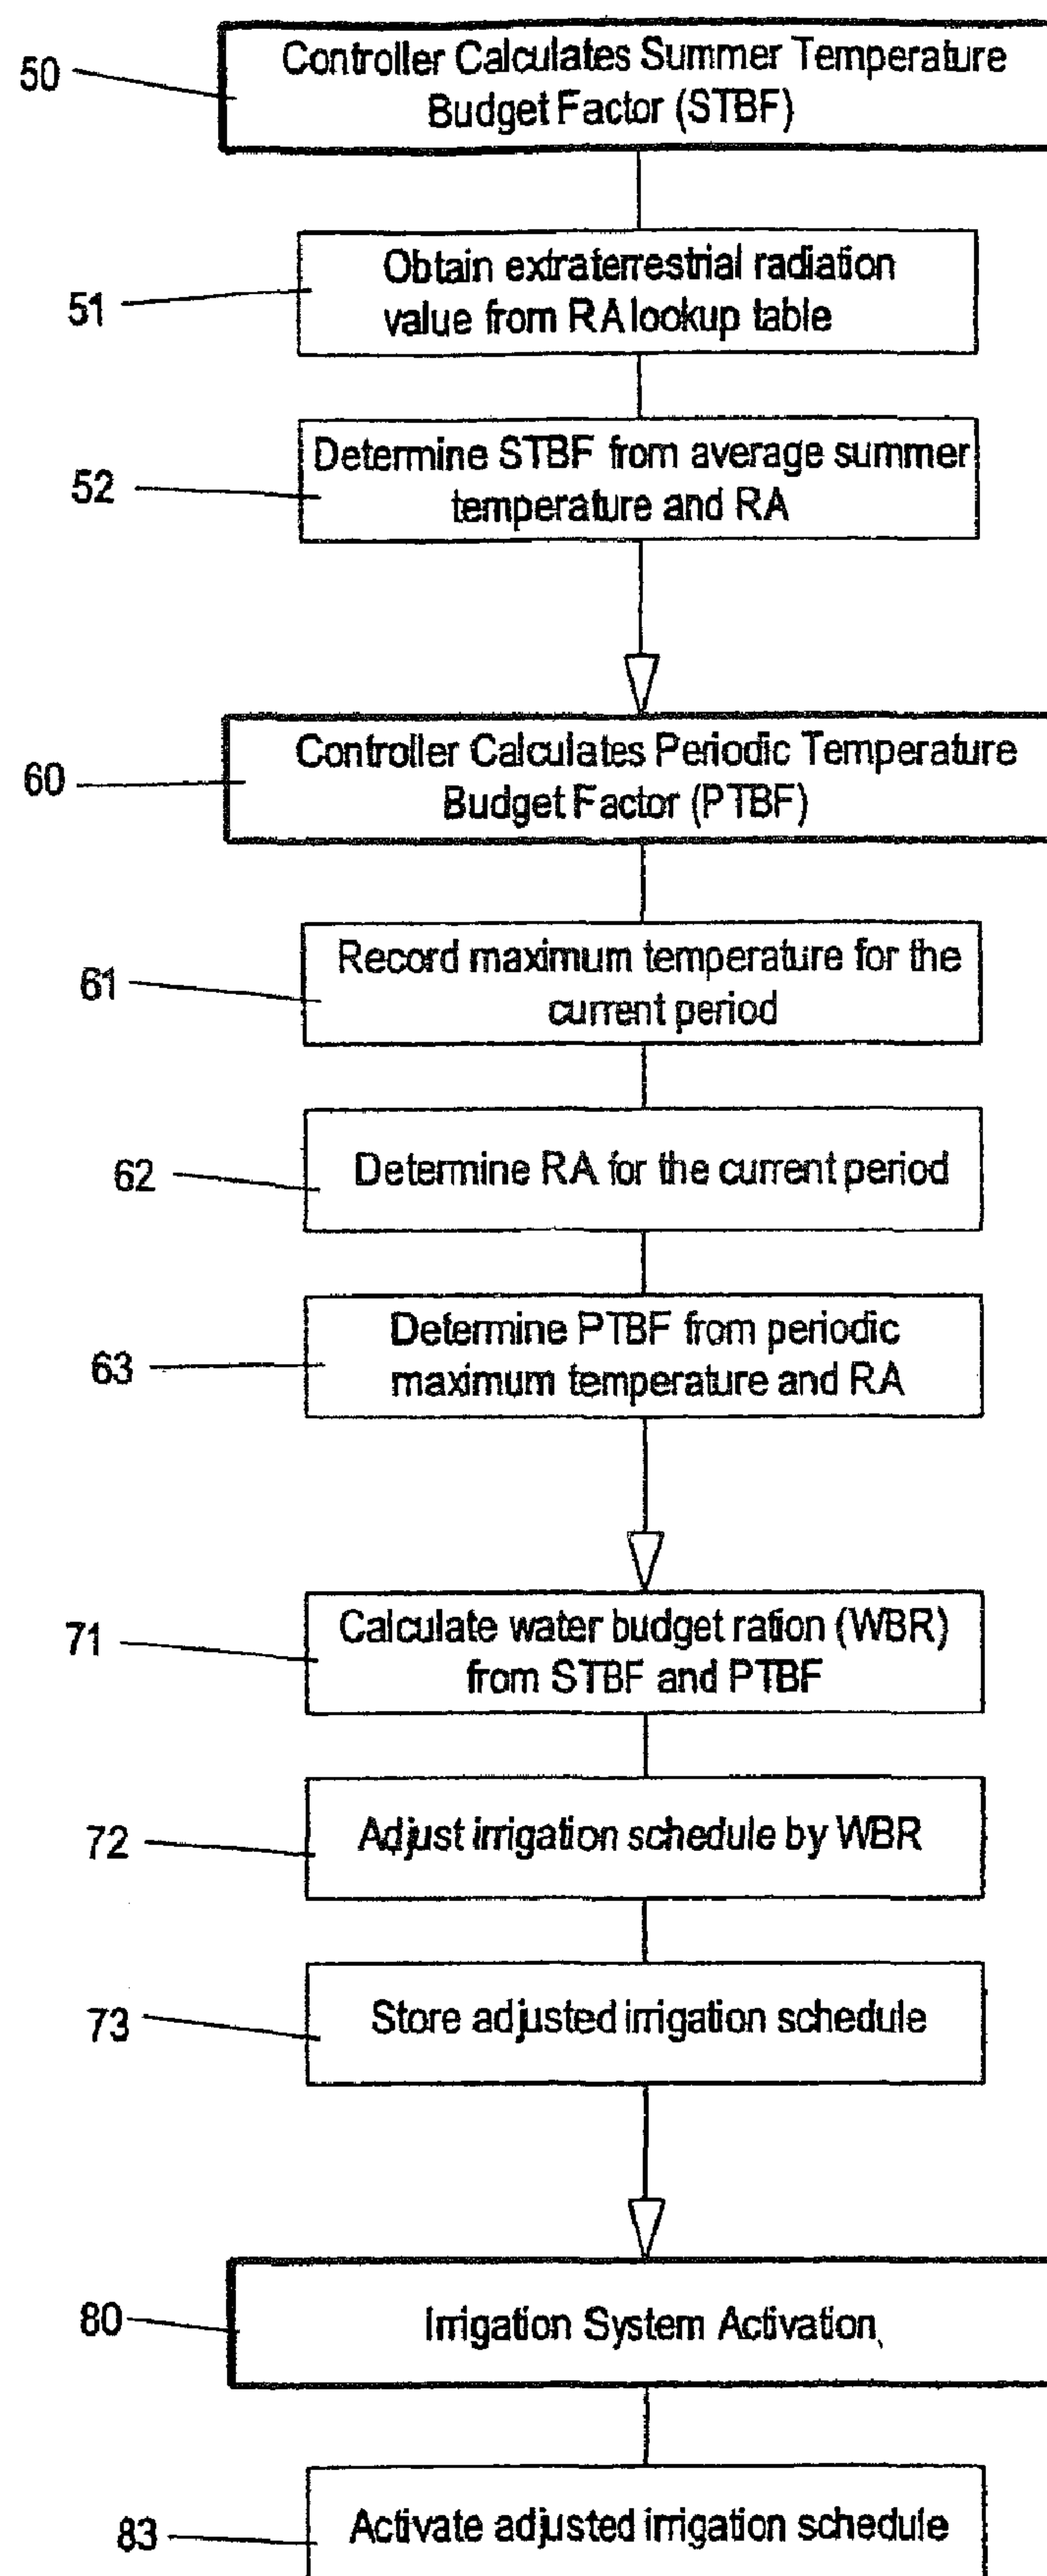 50
Controller Calculates Summer Temperature
Budget Factor (STBF)
51
Obtain extraterrestrial radiation
value from RA lookup table
52
Determine STBF from average summer
temperature and RA
60
Controller Calculates Periodic Temperature
Budget Factor (PTBF)
61
Record maximum temperature for the
current period
62
Determine RA for the current period
63
Determine PTBF from periodic
maximum temperature and RA
71
Calculate water budget ration (WBR)
from STBF and PTBF
72
Adjust irrigation schedule by WBR
73
Store adjusted irrigation schedule
80
Irrigation System Activation
83
Activate adjusted irrigation schedule